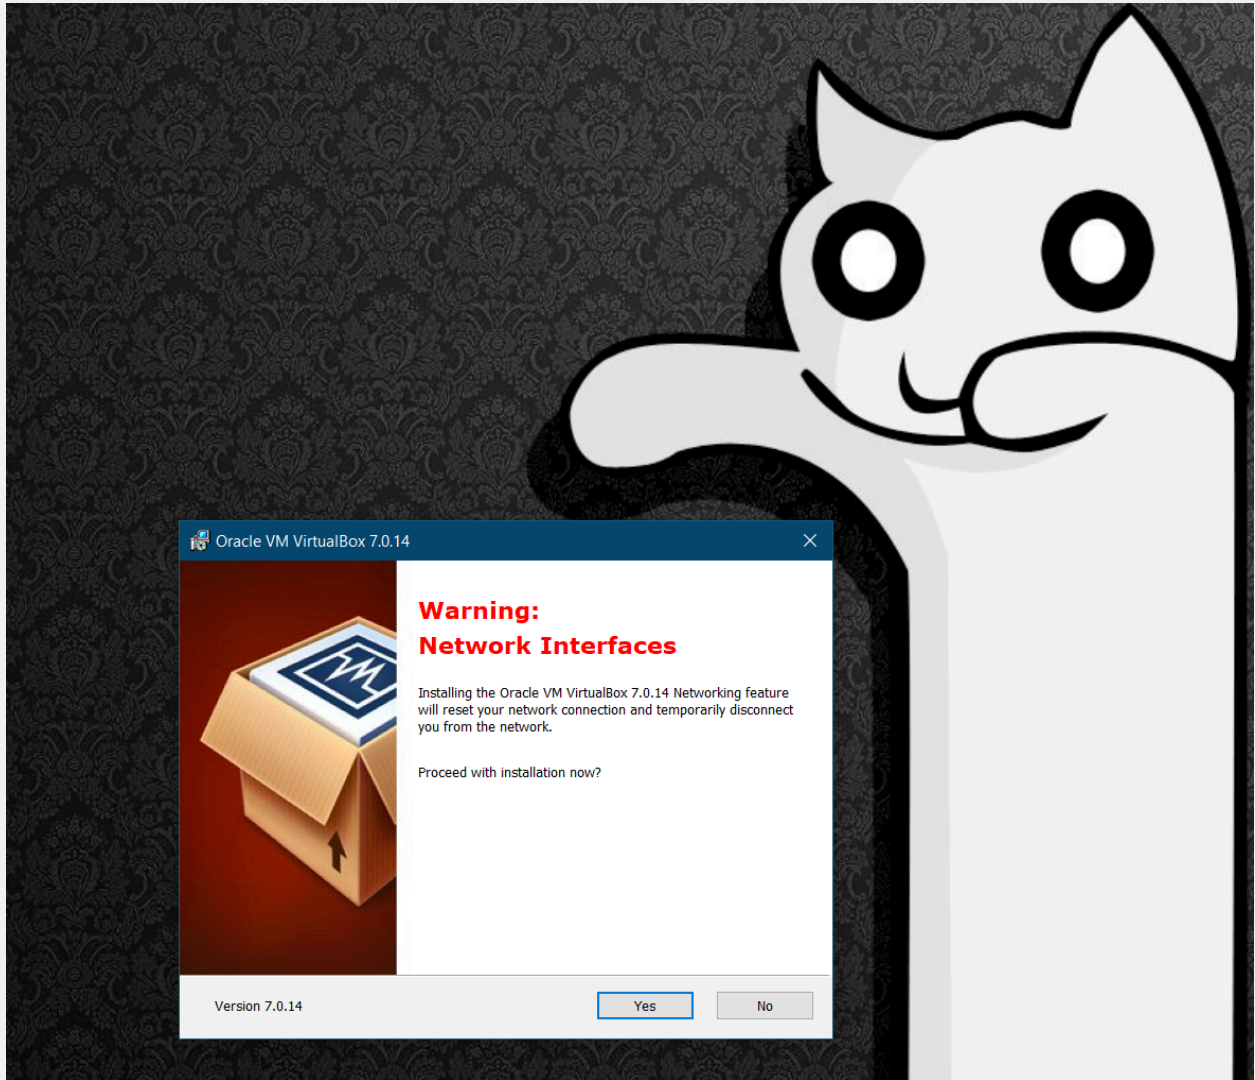 Oracle VM VirtualBox 7.0.14
Warning:
Network Interfaces
Installing the Oracle VM VirtualBox 7.0.14 Networking feature
will reset your network connection and temporarily disconnect
you from the network.
Proceed with installation now?
Version 7.0.14
Yes
No